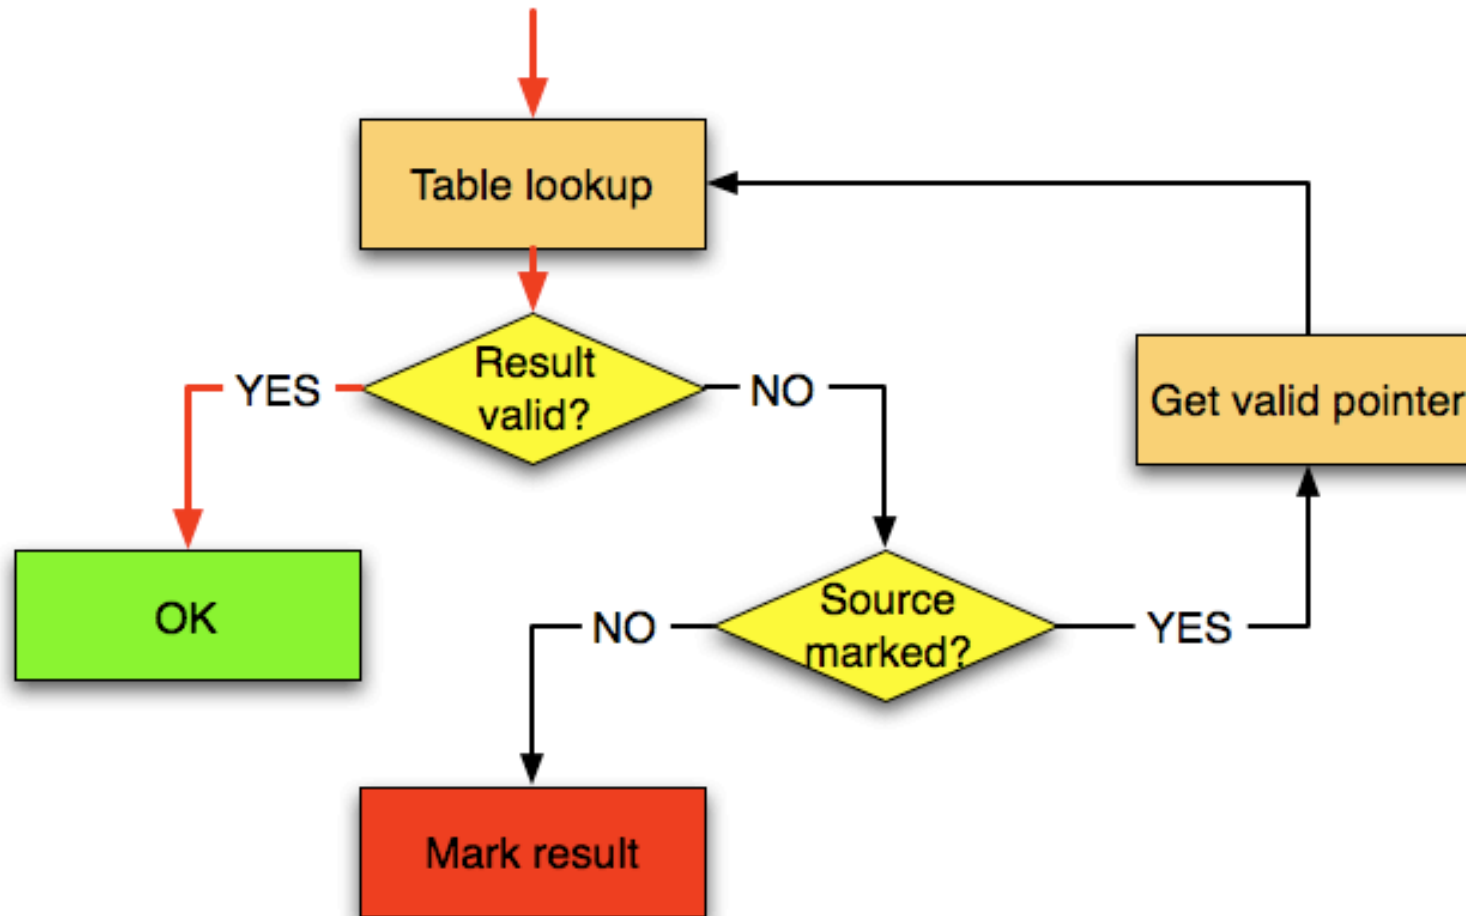 Table lookup
Result
valid?
YES
NO
Get valid pointer
OK
Source
marked?
NO
YES
Mark result